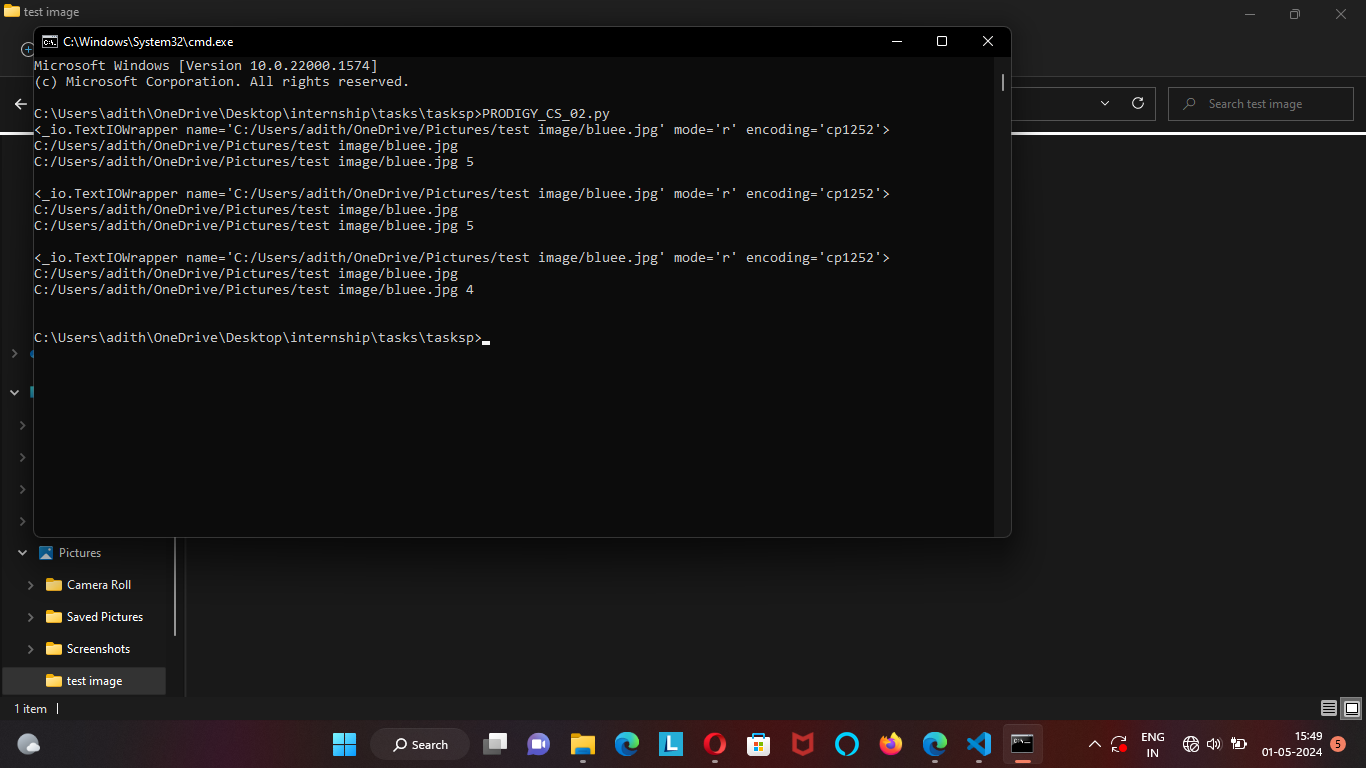 test image
C:\Windows\System32\cmd.exe
Microsoft Windows [Version 10.0.22000.1574]
(c) Microsoft Corporation. All rights reserved.
C:\Users\adith\OneDrive\Desktop\internship\tasks\tasksp>PRODIGY_CS_02.py
<_io.TextIOWrapper name='C:/Users/adith/OneDrive/Pictures/test image/bluee.jpg' mode='r' encoding='cp1252'>
C:/Users/adith/OneDrive/Pictures/test image/bluee.jpg
C:/Users/adith/OneDrive/Pictures/test image/bluee.jpg 5
<_io.TextIOWrapper name='C:/Users/adith/OneDrive/Pictures/test image/bluee.jpg' mode='r' encoding='cp1252'>
C:/Users/adith/OneDrive/Pictures/test image/bluee.jpg
C:/Users/adith/OneDrive/Pictures/test image/bluee.jpg 5
<_io.TextIOWrapper name='C:/Users/adith/OneDrive/Pictures/test image/bluee.jpg' mode='r' encoding='cp1252'>
C:/Users/adith/OneDrive/Pictures/test image/bluee.jpg
C:/Users/adith/OneDrive/Pictures/test image/bluee.jpg 4
C:\Users\adith\OneDrive\Desktop\internship\tasks\tasksp>
Search test image
Pictures
Camera Roll
Saved Pictures
Screenshots
test image
1 item
Search
L
ENG
IN
15:49
01-05-2024
5